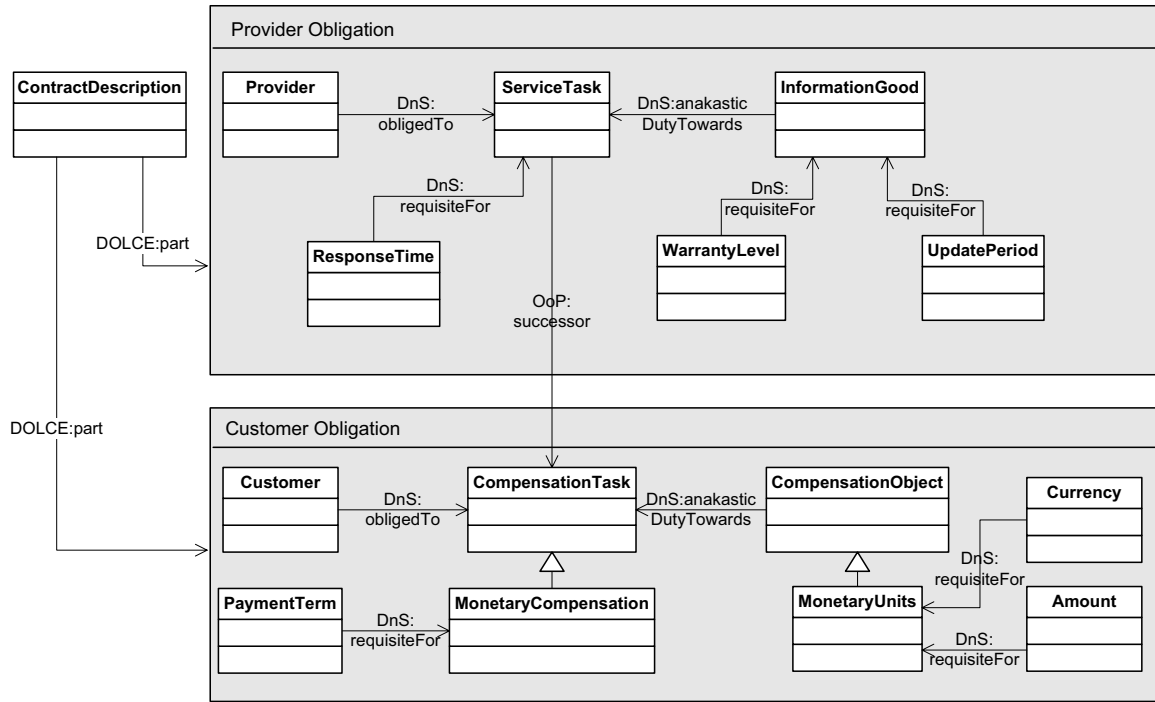 Provider Obligation
ContractDescription
Provider
ServiceTask
InformationGood
DnS:
obligedTo
DnS:anakastic
DutyTowards
DnS:
requisiteFor
DnS:
requisiteFor
DnS:
requisiteFor
DOLCE:part
ResponseTime
WarrantyLevel
UpdatePeriod
OoP:
successor
DOLCE:part
Customer Obligation
Customer
CompensationTask
CompensationObject
Currency
DnS:
obligedTo
DnS:anakastic
DutyTowards
DnS:
requisiteFor
PaymentTerm
MonetaryCompensation
MonetaryUnits
Amount
DnS:
requisiteFor
DnS:
requisiteFor